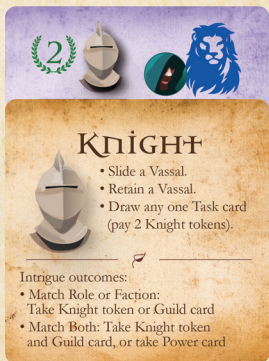 2
Knight
• Slide a Vassal.
• Retain a Vassal.
• Draw any one Task card
(pay 2 Knight tokens).
Intrigue outcomes:
• Match Role or Faction:
Take Knight token or Guild card
• Match Both: Take Knight token
and Guild card, or take Power card